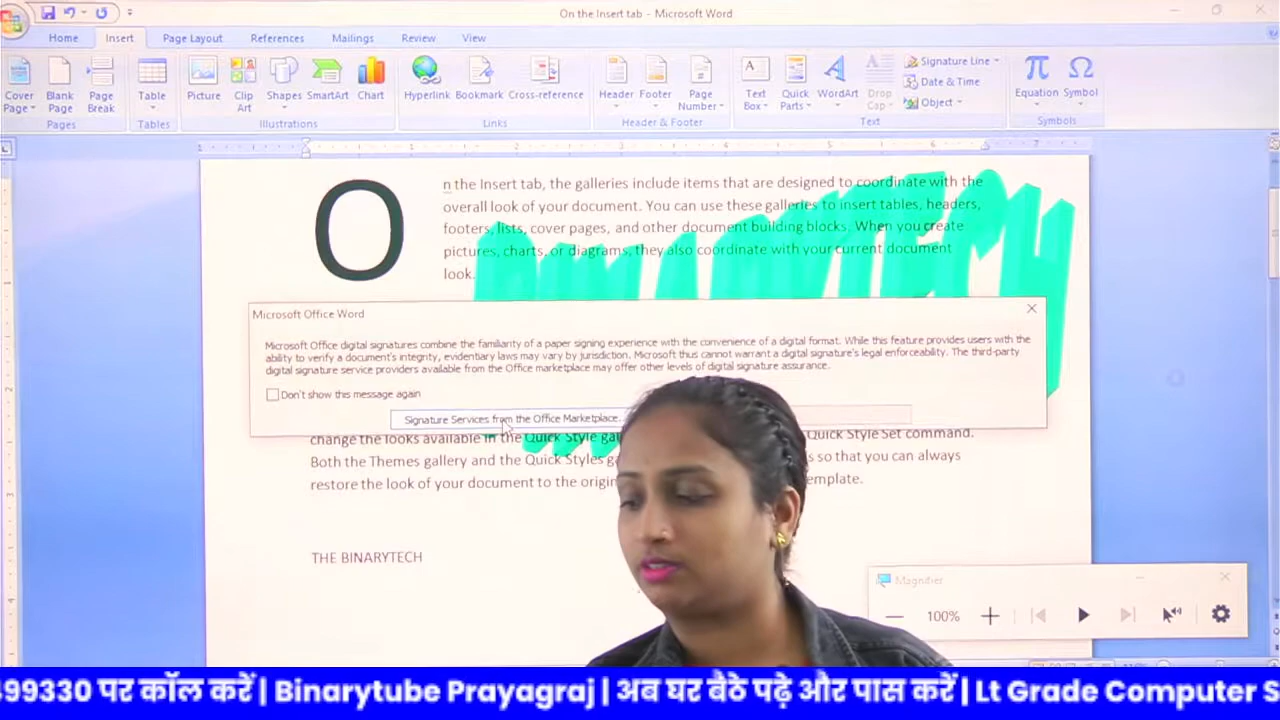 On the Insert tab - Microsoft Word
Home Insert Page Layout References Mailings Review View
Cover Page Blank Page Page Break Table Picture Clip Art Shapes SmartArt Chart Hyperlink Bookmark Cross-reference Header Footer Page Number Text Box Quick Parts WordArt Drop Cap Signature Line Date & Time Object Equation Symbol
Pages Tables Illustrations Links Header & Footer Text Symbols
On the Insert tab, the galleries include items that are designed to coordinate with the
overall look of your document. You can use these galleries to insert tables, headers,
footers, lists, cover pages, and other document building blocks. When you create
pictures, charts, or diagrams, they also coordinate with your current document
look.
Microsoft Office Word
Microsoft Office digital signatures combine the familiarity of a paper signing experience with the convenience of a digital format. While this feature provides users with the
ability to verify a document's integrity, evidentiary laws may vary by jurisdiction. Microsoft thus cannot warrant a digital signature's legal enforceability. The third-party
digital signature service providers available from the Office marketplace may offer other levels of digital signature assurance.
Don't show this message again
Signature Services from the Office Marketplace.
change the looks available in the Quick Style gal Quick Style Set command.
Both the Themes gallery and the Quick Styles ga s so that you can always
restore the look of your document to the origin emplate.
THE BINARYTECH
Magnifier
100%
499330 पर कॉल करें | Binarytube Prayagraj | अब घर बैठे पढ़े और पास करें | Lt Grade Computer S